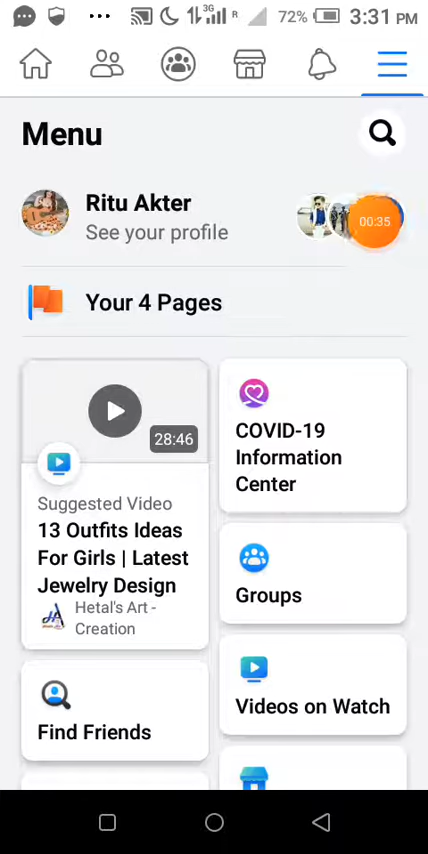 3G
R
72%
3:31 PM
Menu
Ritu Akter
See your profile
00:35
Your 4 Pages
28:46
Suggested Video
13 Outfits Ideas
For Girls | Latest
Jewelry Design
Hetal's Art -
Creation
COVID-19
Information
Center
Groups
Videos on Watch
Find Friends